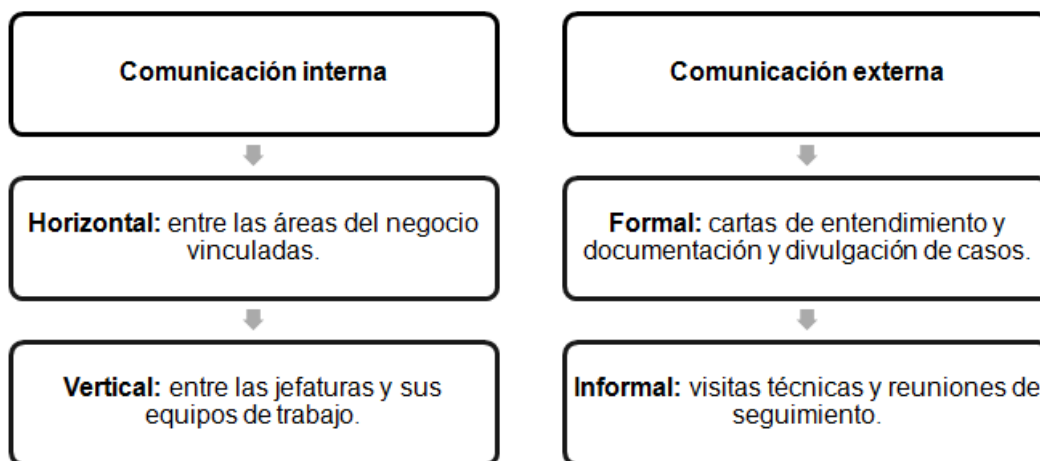 Comunicación interna
Horizontal: entre las áreas del negocio
vinculadas.
Vertical: entre las jefaturas y sus
equipos de trabajo.
Comunicación externa
Formal: cartas de entendimiento y
documentación y divulgación de casos.
Informal: visitas técnicas y reuniones de
seguimiento.